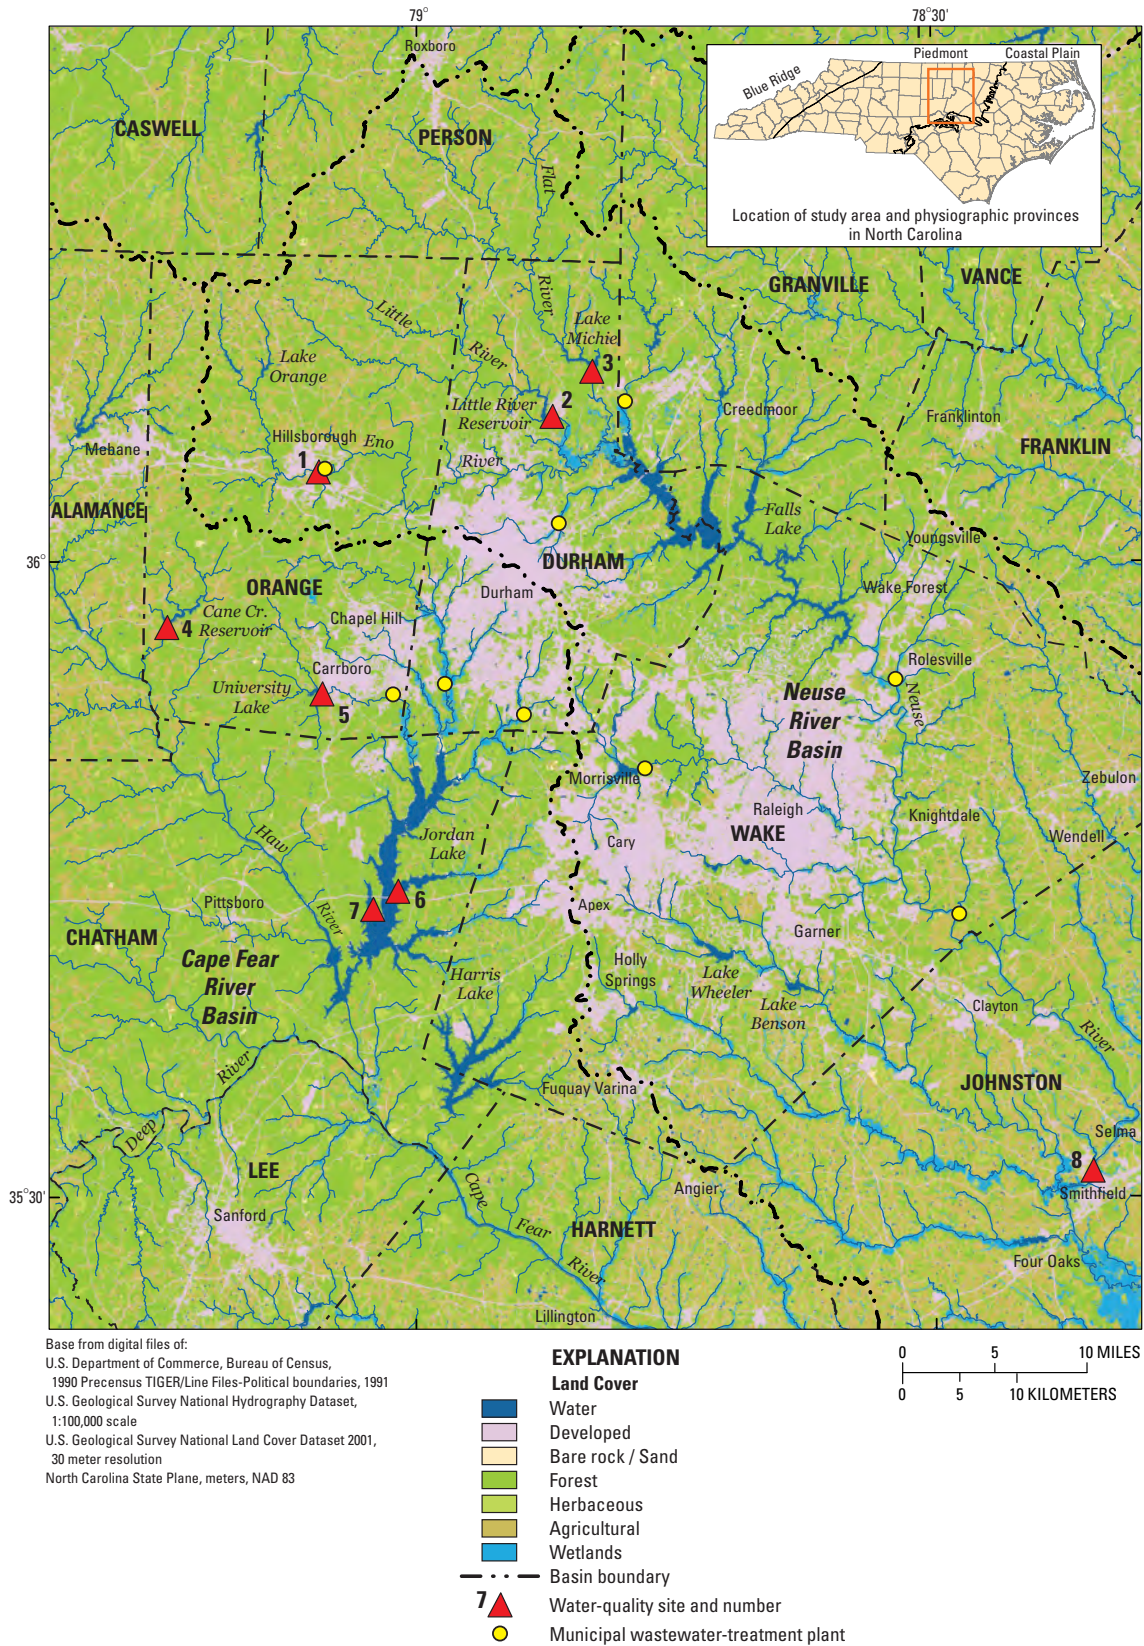 79°
78°30'
Roxboro
Piedmont
Coastal Plain
Blue Ridge
CASWELL
PERSON
Flat
Location of study area and physiographic provinces
in North Carolina
GRANVILLE
VANCE
River
Little
Lake
Michie
River
3
Lake
Orange
Little River
Reservoir
2
Creedmoor
Franklinton
Mebane
Hillsborough
Eno
River
1
FRANKLIN
ALAMANCE
Falls
Lake
Youngsville
36°
DURHAM
ORANGE
Durham
Wake Forest
Cane Cr.
Reservoir
4
Chapel Hill
Carrboro
Rolesville
University
Lake
5
Neuse
River
Basin
Neuse
Morrisville
Zebulon
Raleigh
Knightdale
Haw
Jordan
Lake
WAKE
Wendell
Cary
Pittsboro
River
7
6
Apex
CHATHAM
Garner
Cape Fear
River
Basin
Harris
Lake
Holly
Springs
Lake
Wheeler
Lake
Benson
Clayton
River
River
Deep
Fuquay Varina
JOHNSTON
Selma
LEE
8
35°30'
Cape
Angier
Smithfield
Sanford
Fear
HARNETT
River
Four Oaks
Lillington
Base from digital files of:
U.S. Department of Commerce, Bureau of Census,
1990 Precensus TIGER/Line Files-Political boundaries, 1991
U.S. Geological Survey National Hydrography Dataset,
1:100,000 scale
U.S. Geological Survey National Land Cover Dataset 2001,
30 meter resolution
North Carolina State Plane, meters, NAD 83
EXPLANATION
Land Cover
Water
Developed
Bare rock / Sand
Forest
Herbaceous
Agricultural
Wetlands
Basin boundary
7 Water-quality site and number
Municipal wastewater-treatment plant
0 5 10 MILES
0 5 10 KILOMETERS